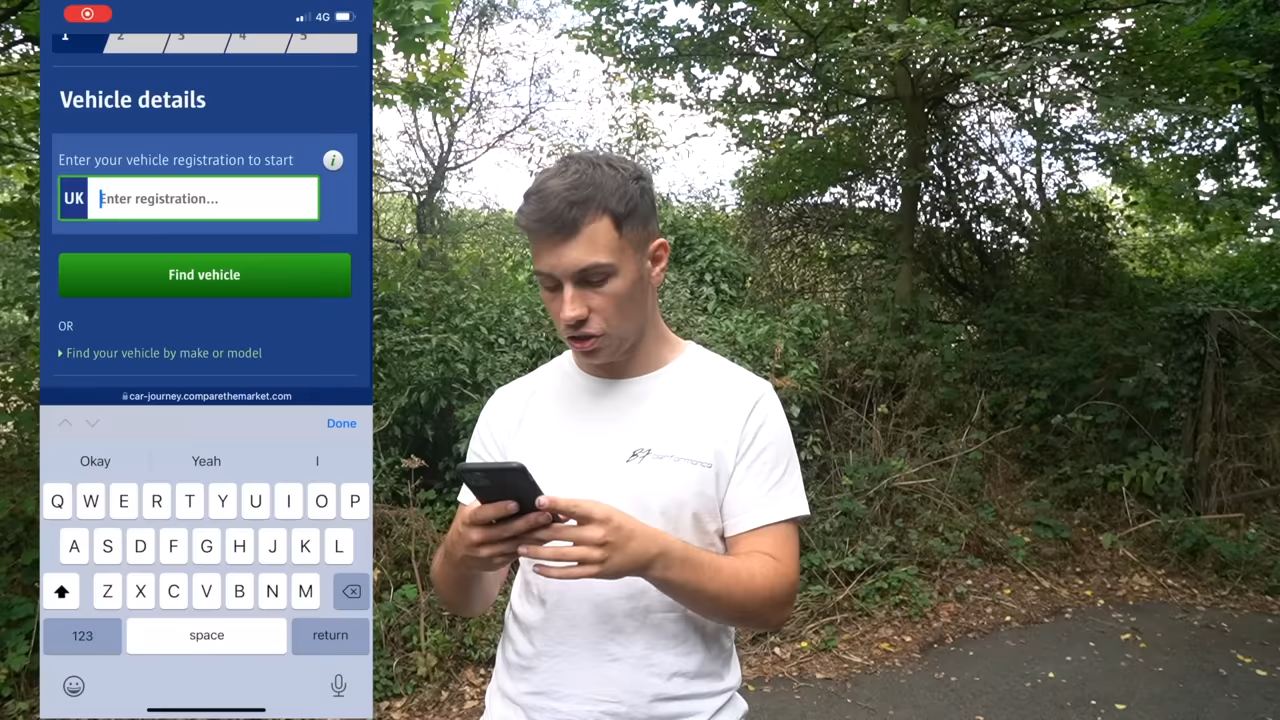 4G
1 2 3 4 5
Vehicle details
Enter your vehicle registration to start
i
UK Enter registration...
Find vehicle
OR
Find your vehicle by make or model
car-journey.comparethemarket.com
Done
Okay Yeah I
Q W E R T Y U I O P
A S D F G H J K L
Z X C V B N M
123 space return